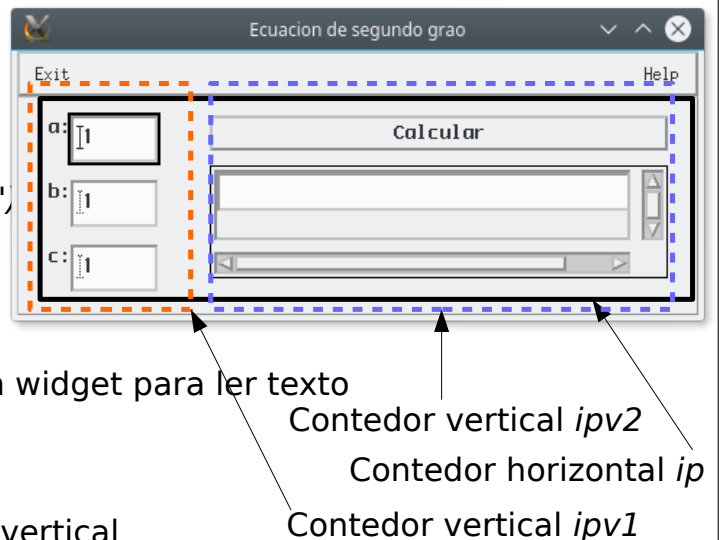 Ecuacion de segundo grao
Exit Help
a: 1
Calcular
")
b: 1
c: 1
widget para ler texto
Contedor vertical ipv2
Contedor horizontal ip
vertical
Contedor vertical ipv1